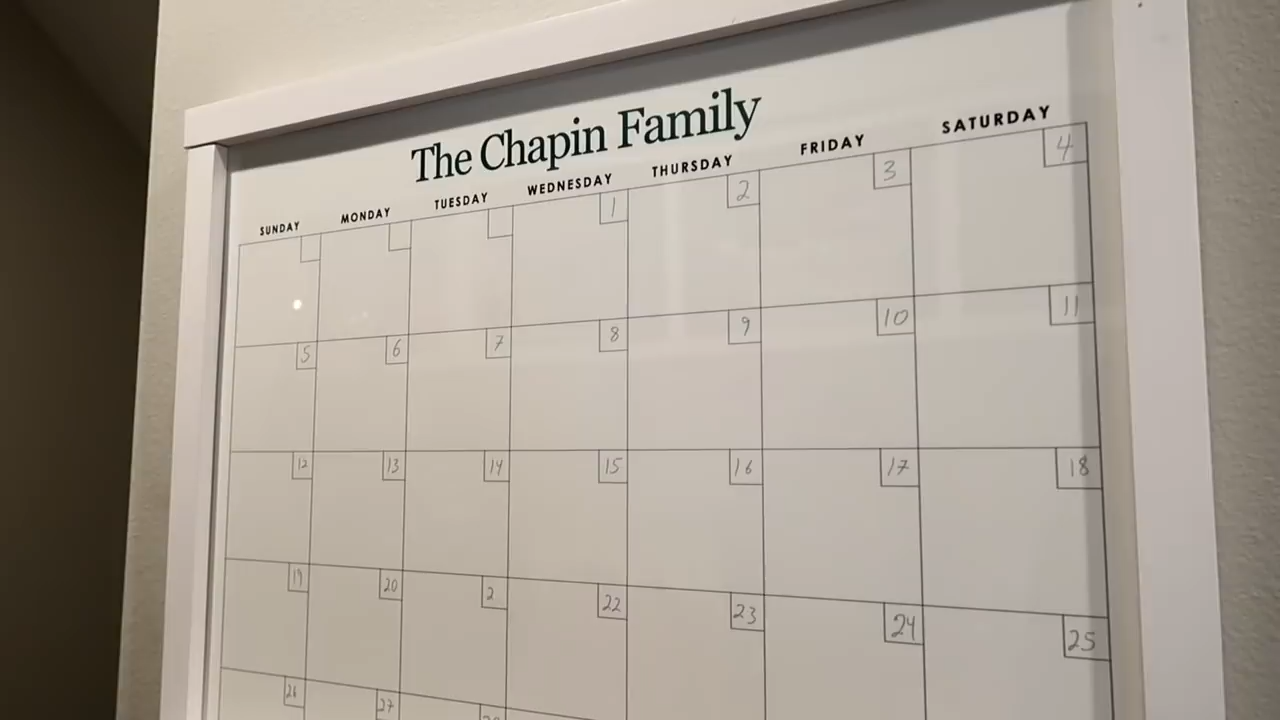 The Chapin Family
SUNDAY MONDAY TUESDAY WEDNESDAY THURSDAY FRIDAY SATURDAY
1 2 3 4
5 6 7 8 9 10 11
12 13 14 15 16 17 18
19 20 2 22 23 24 25
26 27